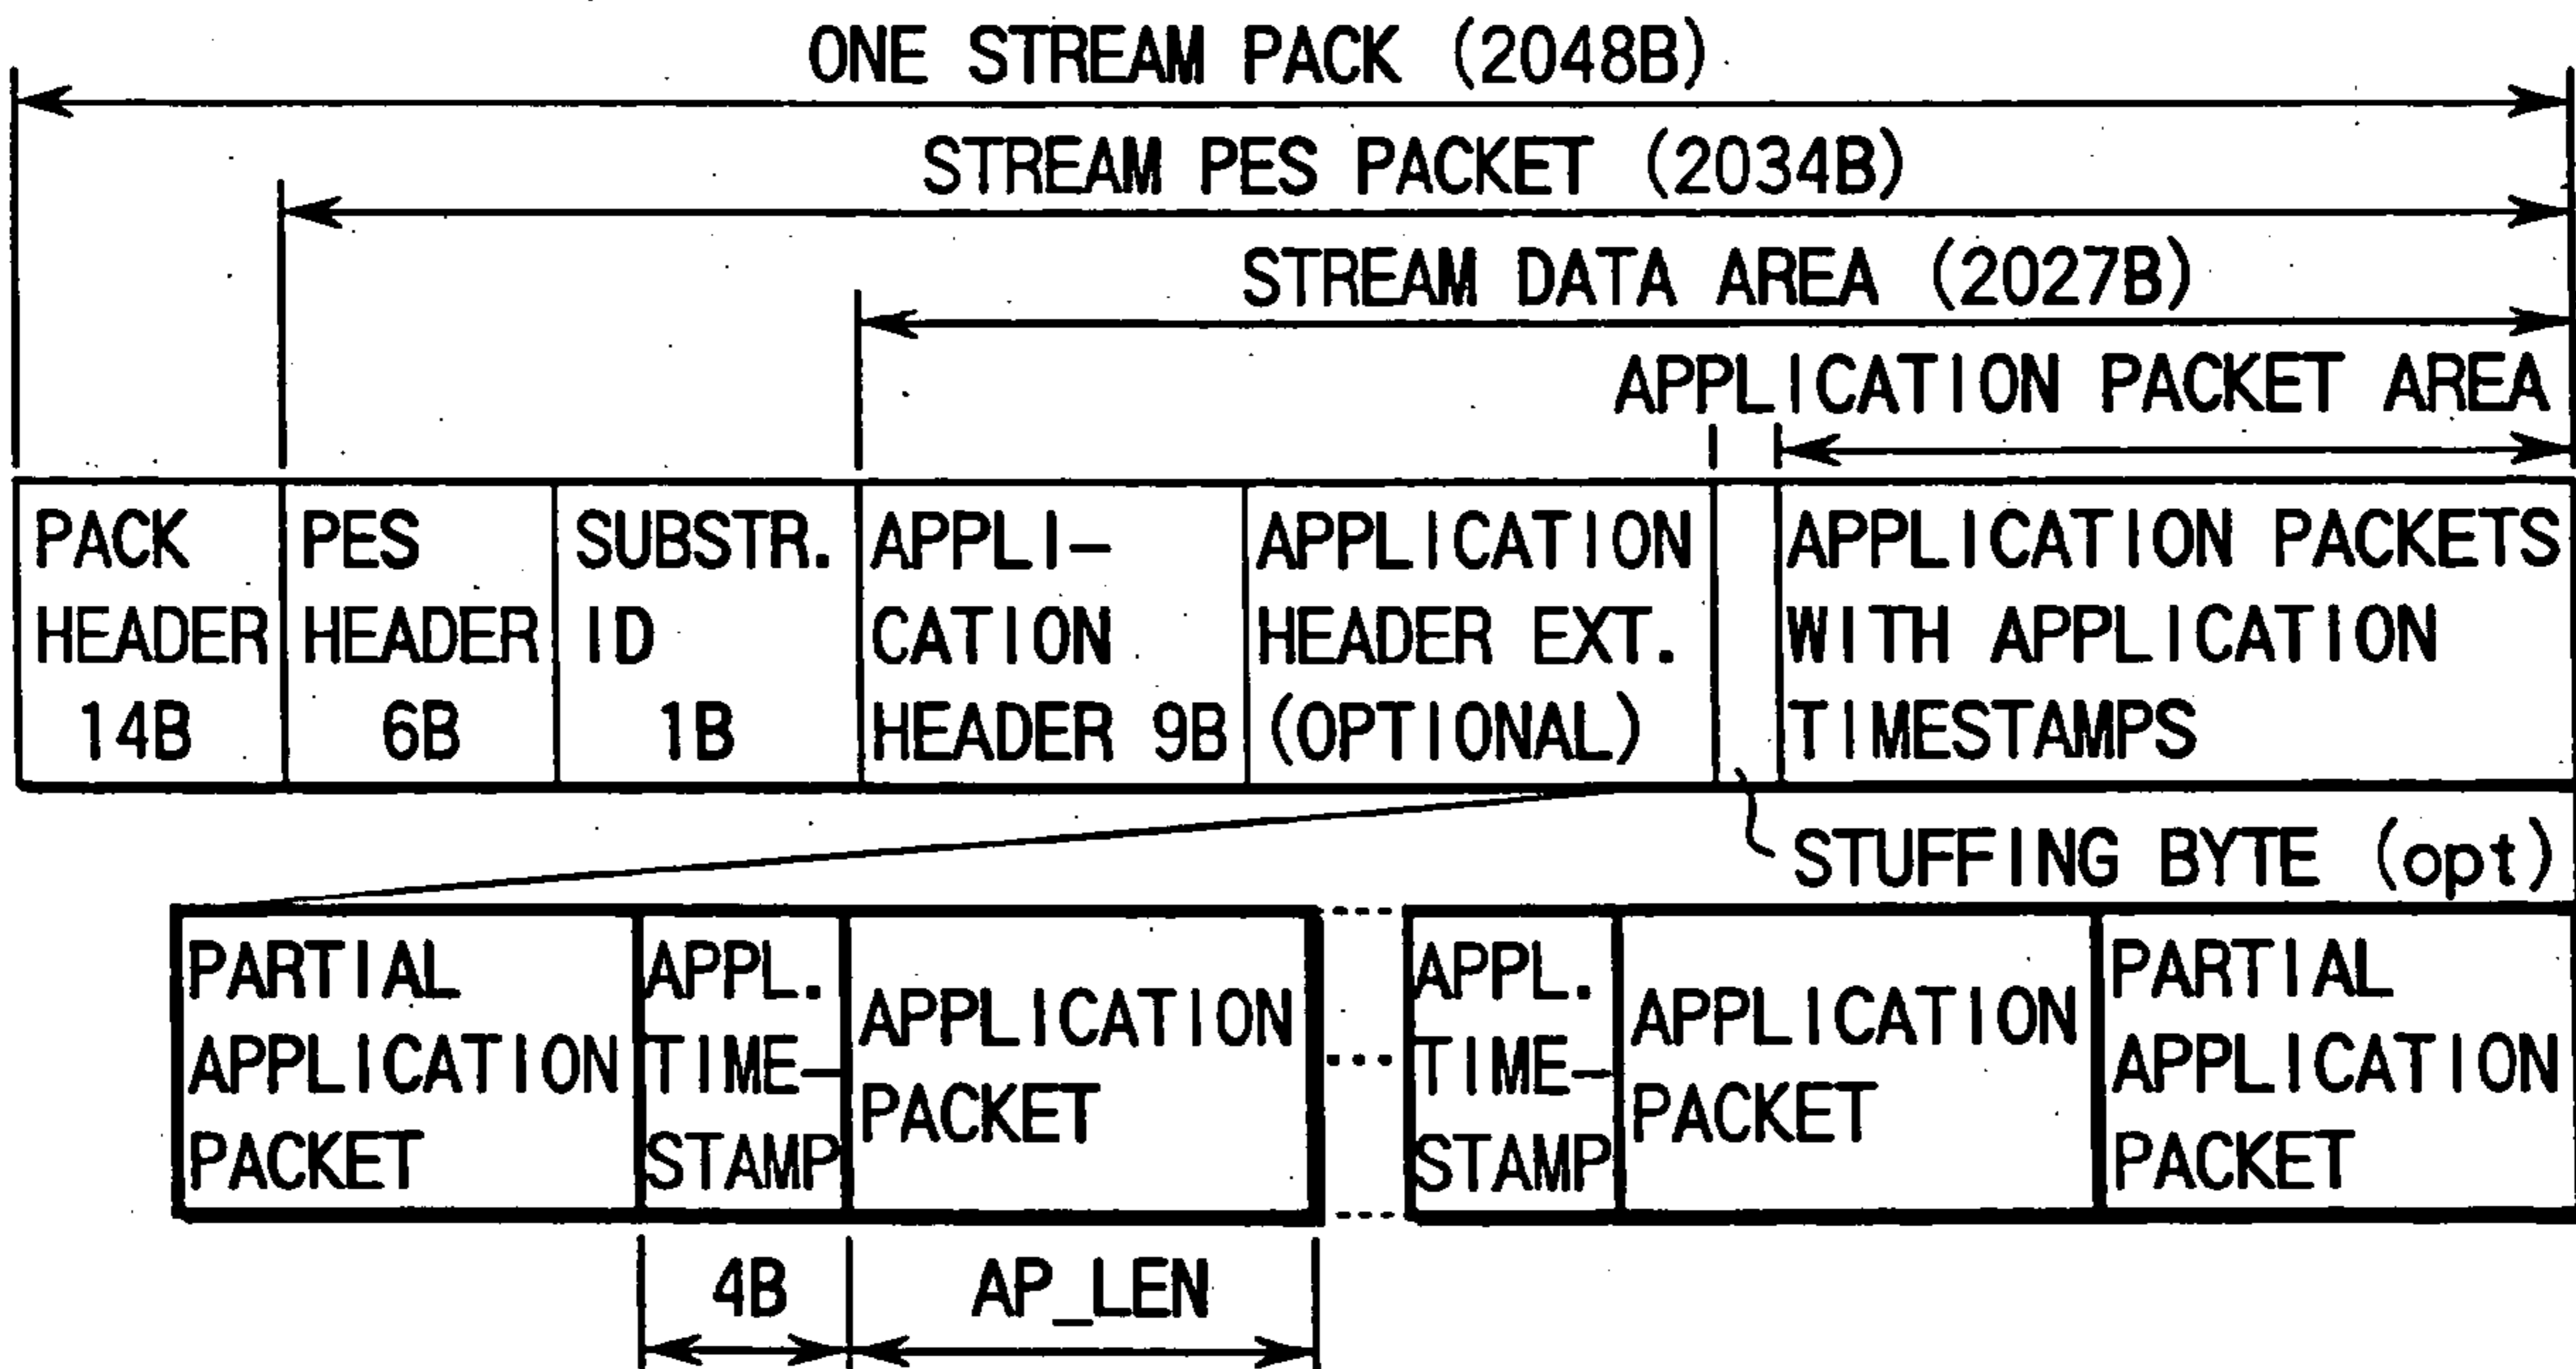 ONE STREAM PACK (2048B)
STREAM PES PACKET (2034B)
STREAM DATA AREA (2027B)
APPLICATION PACKET AREA
PACK
HEADER
14B
PES
HEADER
6B
SUBSTR.
ID
1B
APPLI-
CATION
HEADER 9B
APPLICATION
HEADER EXT.
(OPTIONAL)
APPLICATION PACKETS
WITH APPLICATION
TIMESTAMPS
STUFFING BYTE (opt)
PARTIAL
APPLICATION
PACKET
APPL.
TIME-
STAMP
APPLICATION
PACKET
...
APPL.
TIME-
STAMP
APPLICATION
PACKET
PARTIAL
APPLICATION
PACKET
4B
AP_LEN